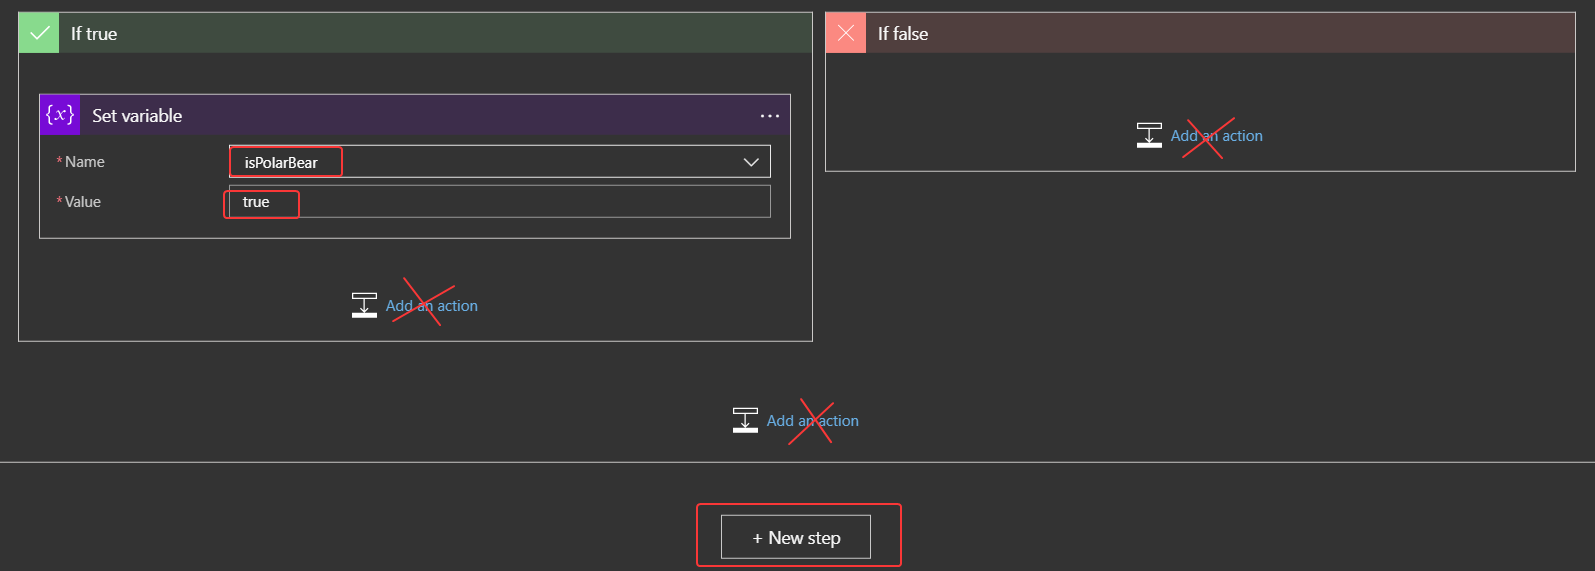 If true
If false
{x} Set variable ...
* Name isPolarBear
* Value true
Add an action
Add an action
Add an action
+ New step